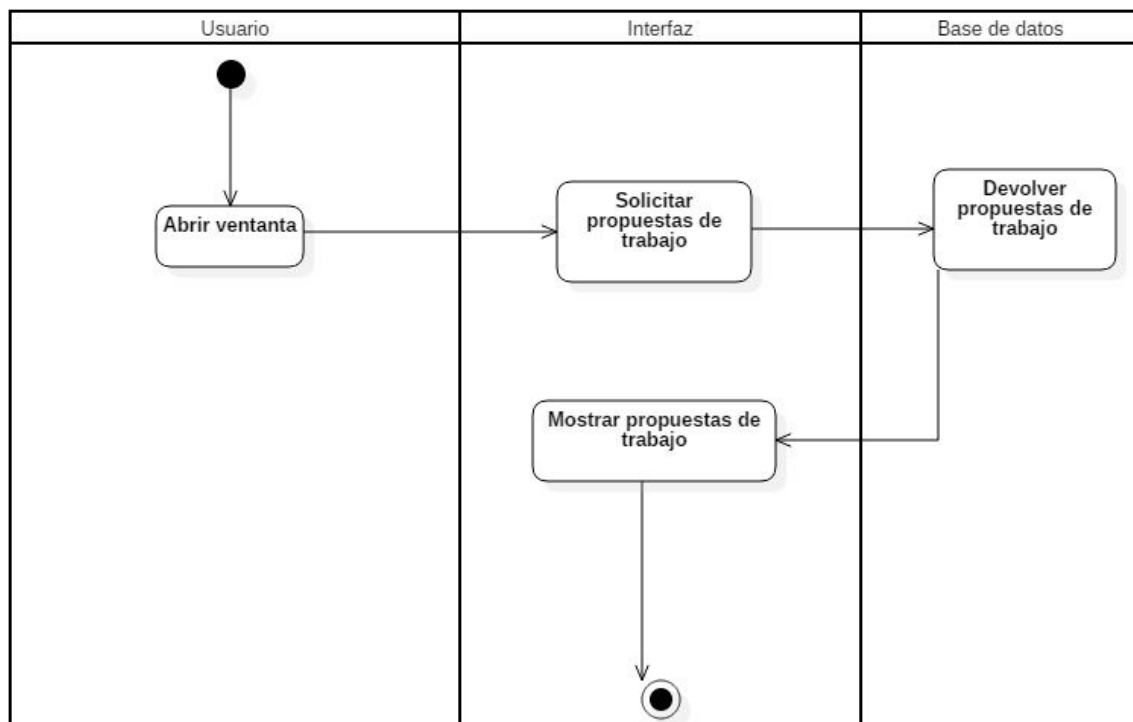 Usuario
Interfaz
Base de datos
Abrir ventanta
Solicitar
propuestas de
trabajo
Devolver
propuestas de
trabajo
Mostrar propuestas de
trabajo